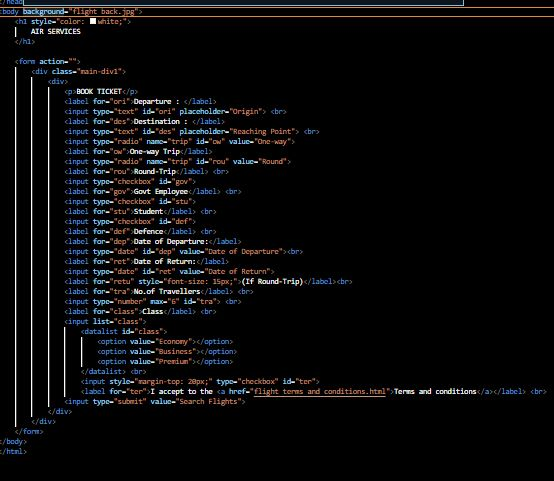 </head>
<body background="flight back.jpg">
<h1 style="color: white;">
AIR SERVICES
</h1>
<form action="">
<div class="main-div1">
<div>
<p>BOOK TICKET</p>
<label for="ori">Departure : </label>
<input type="text" id="ori" placeholder="Origin"> <br>
<label for="des">Destination : </label>
<input type="text" id="des" placeholder="Reaching Point"> <br>
<input type="radio" name="trip" id="ow" value="One-way">
<label for="ow">One-way Trip</label>
<input type="radio" name="trip" id="rou" value="Round">
<label for="rou">Round-Trip</label> <br>
<input type="checkbox" id="gov">
<label for="gov">Govt Employee</label> <br>
<input type="checkbox" id="stu">
<label for="stu">Student</label> <br>
<input type="checkbox" id="def">
<label for="def">Defence</label> <br>
<label for="dep">Date of Departure:</label>
<input type="date" id="dep" value="Date of Departure"><br>
<label for="ret">Date of Return:</label>
<input type="date" id="ret" value="Date of Return">
<label for="retu" style="font-size: 15px;">(If Round-Trip)</label><br>
<label for="tra">No.of Travellers</label> <br>
<input type="number" max="6" id="tra"> <br>
<label for="class">Class</label> <br>
<input list="class">
<datalist id="class">
<option value="Economy"></option>
<option value="Business"></option>
<option value="Premium"></option>
</datalist> <br>
<input style="margin-top: 20px;" type="checkbox" id="ter">
<label for="ter">I accept to the <a href="flight terms and conditions.html">Terms and conditions</a></label> <br>
<input type="submit" value="Search Flights">
</div>
</div>
</form>
</body>
</html>